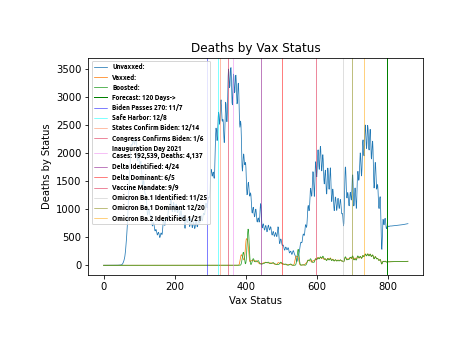 Deaths by Vax Status
Deaths by Vax Status
3500
3000
2500
2000
1500
1000
500
0
Unvaxxed:
Vaxxed:
Boosted:
Forecast: 120 Days->
Biden Passes 270: 11/7
Safe Harbor: 12/8
States Confirm Biden: 12/14
Congress Confirms Biden: 1/6
Inauguration Day 2021
Cases: 192,539, Deaths: 4,137
Delta Identified: 4/24
Delta Dominant: 6/5
Vaccine Mandate: 9/9
Omicron Ba.1 Identified: 11/25
Omicron Ba.1 Dominant 12/20
Omicron Ba.2 Identified 1/21
0 200 400 600 800
Vax Status